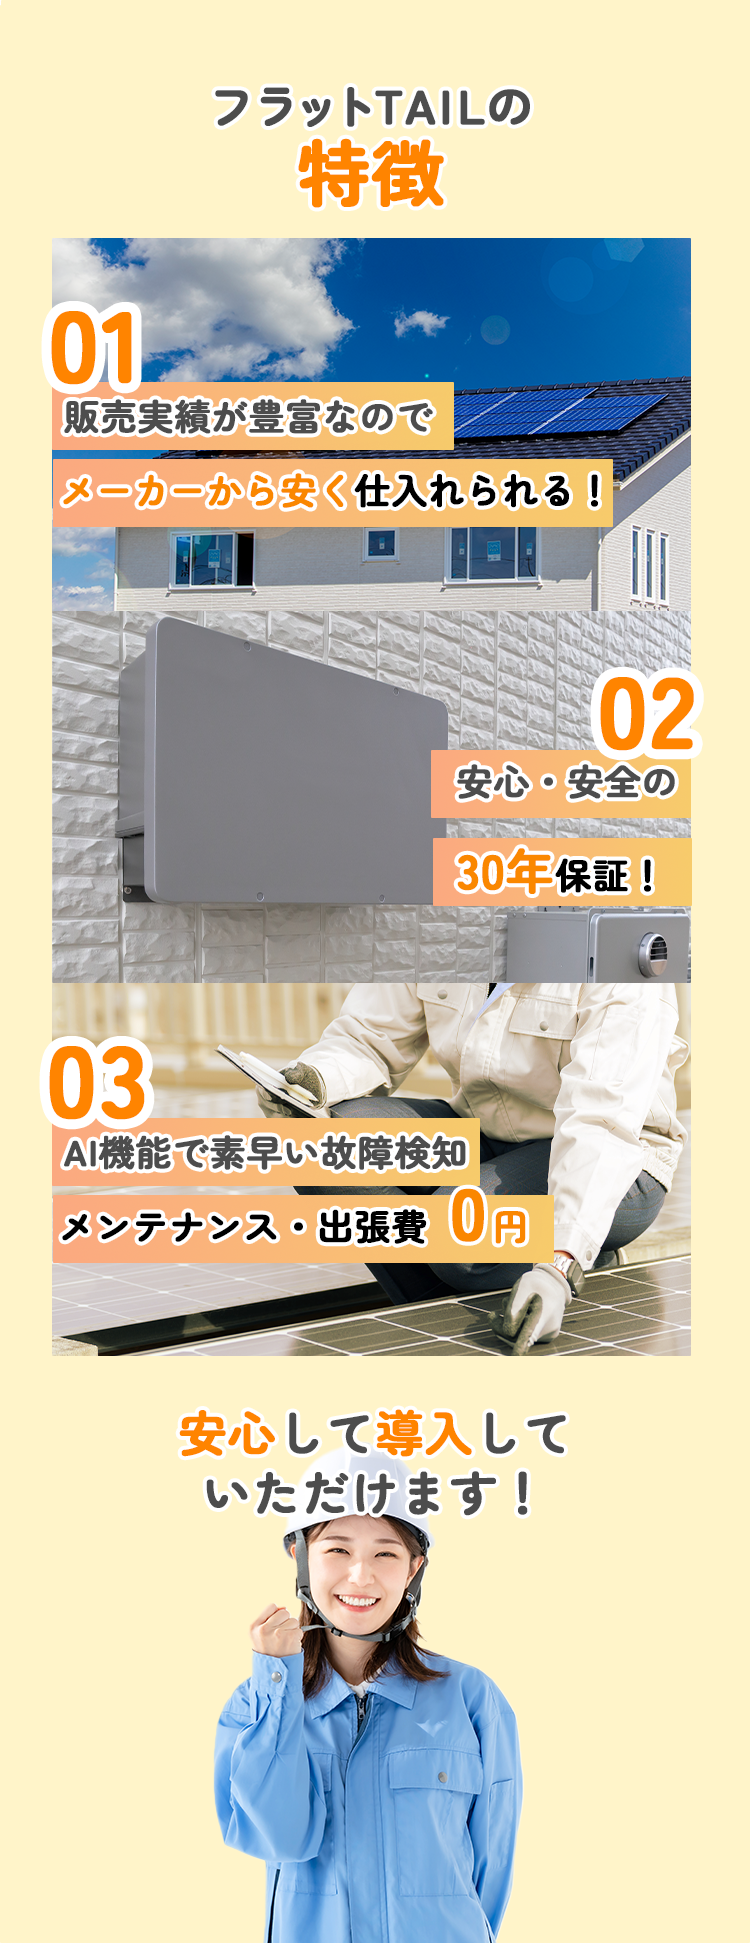 フラットTAILの
特徴
01
販売実績が豊富なので
メーカーから安く仕入れられる！
02
安心・安全の
30年保証！
03
AI機能で素早い故障検知
メンテナンス・出張費 0円
安心して導入して
いただけます！